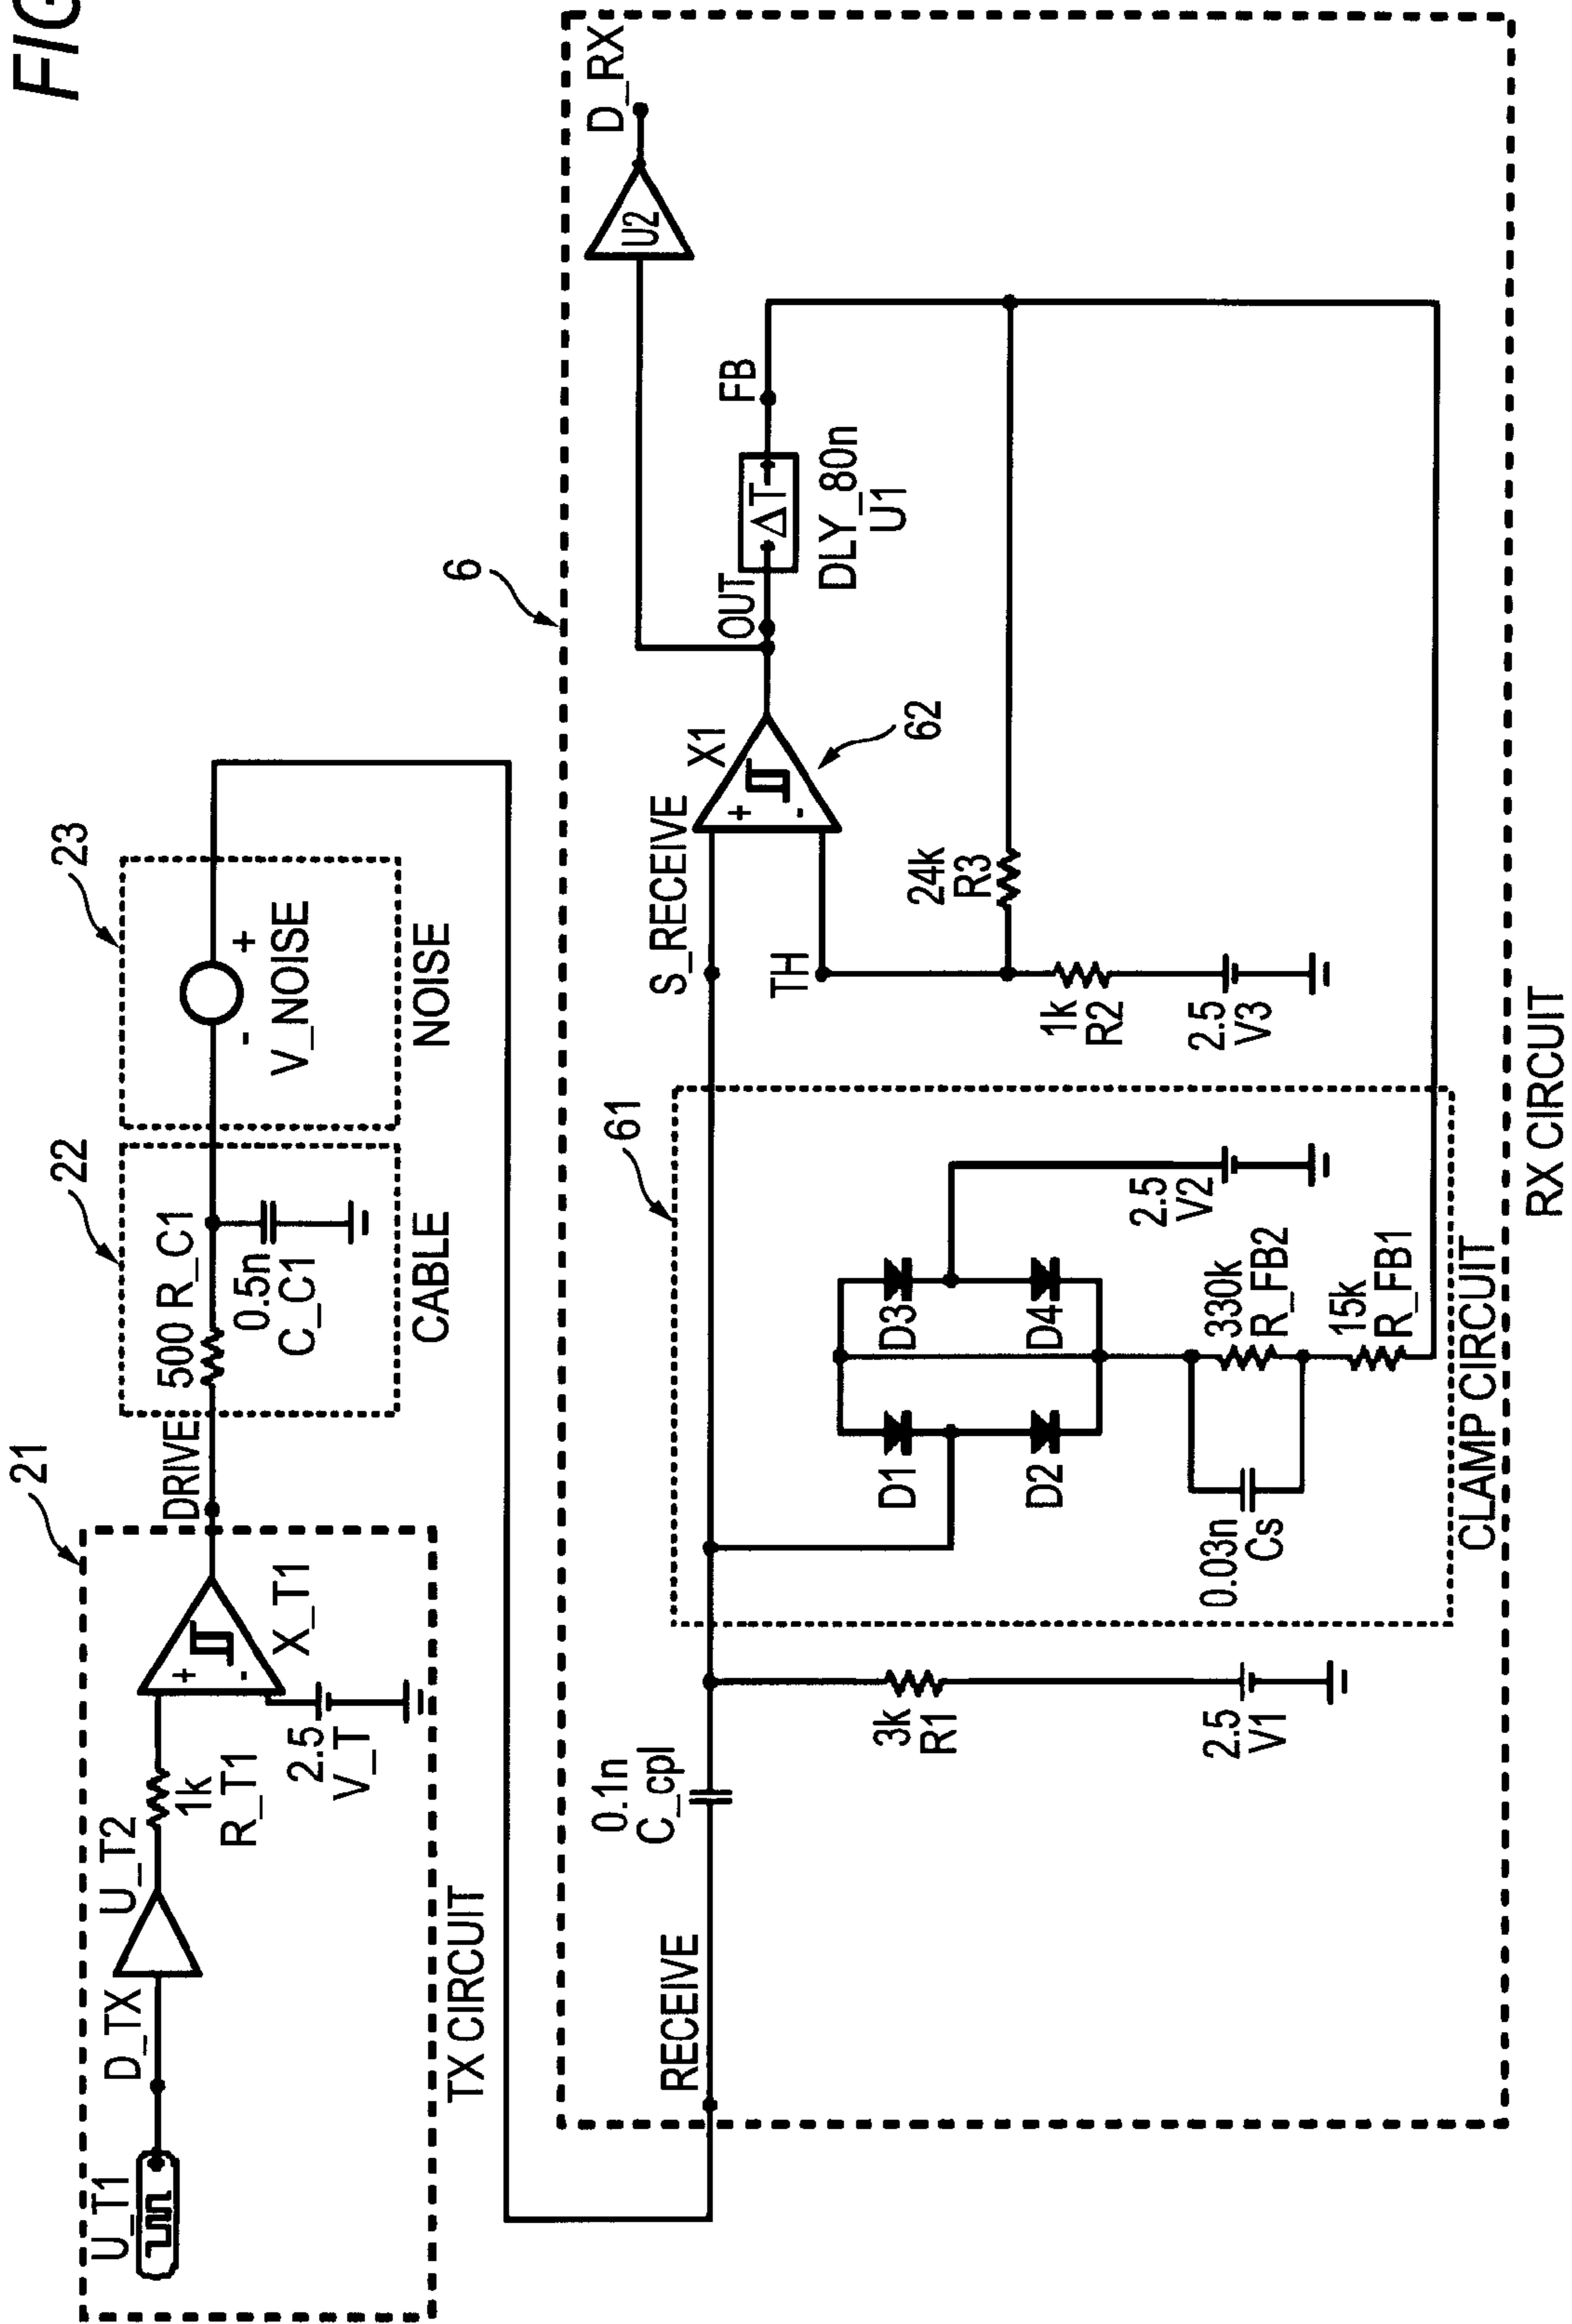 FIG
21
U_T1
D_TX
U_T2
1k
R_T1
+
-
X_T1
2.5
V_T
TX CIRCUIT
DRIVE
22
500 R_C1
0.5n
C_C1
CABLE
23
-
+
V_NOISE
NOISE
6
RECEIVE
0.1n
C_cpl
3k
R1
2.5
V1
61
D1
D2
D3
D4
0.03n
Cs
330k
R_FB2
15k
R_FB1
2.5
V2
CLAMP CIRCUIT
S_RECEIVE
TH
+
-
X1
62
1k
R2
2.5
V3
24k
R3
OUT
ΔT
DLY_80n
U1
FB
U2
D_RX
RX CIRCUIT